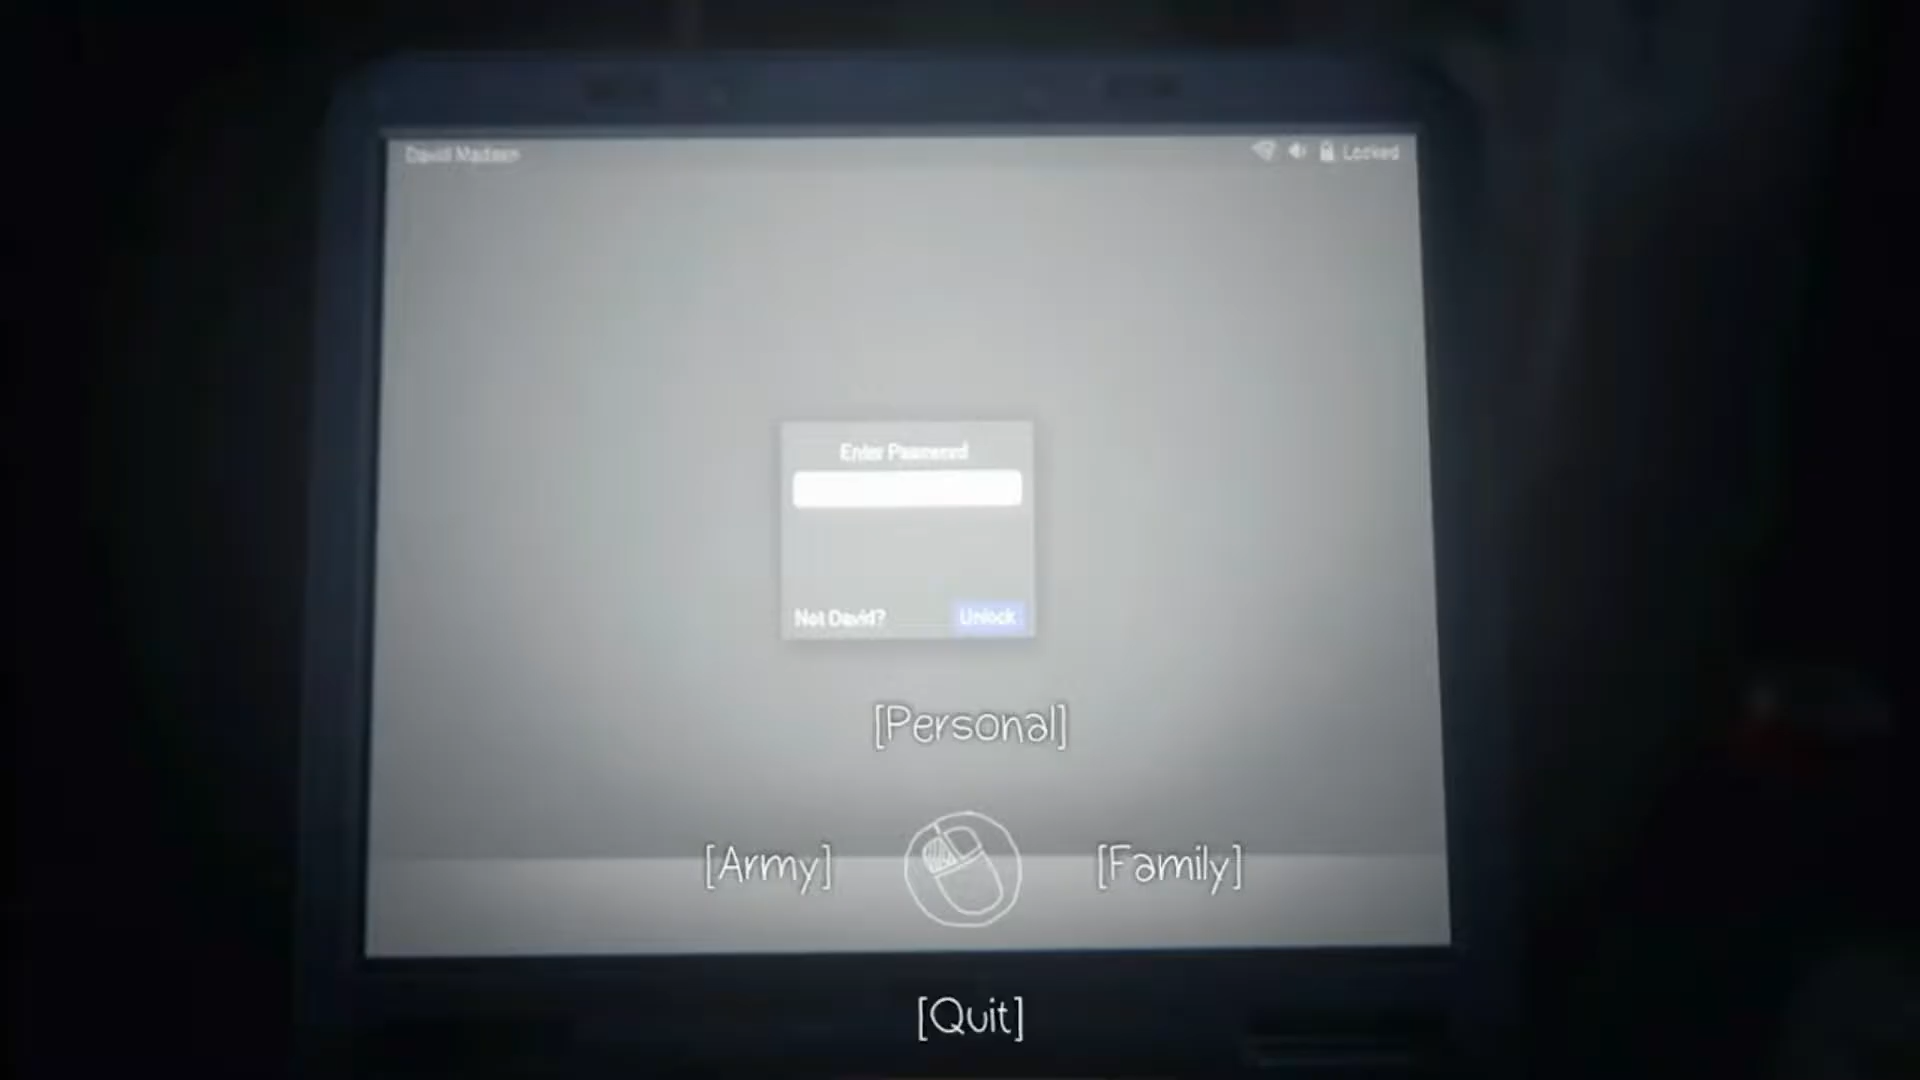 David Madsen
Locked
Enter Password
Not David?
Unlock
[Personal]
[Army]
[Family]
[Quit]